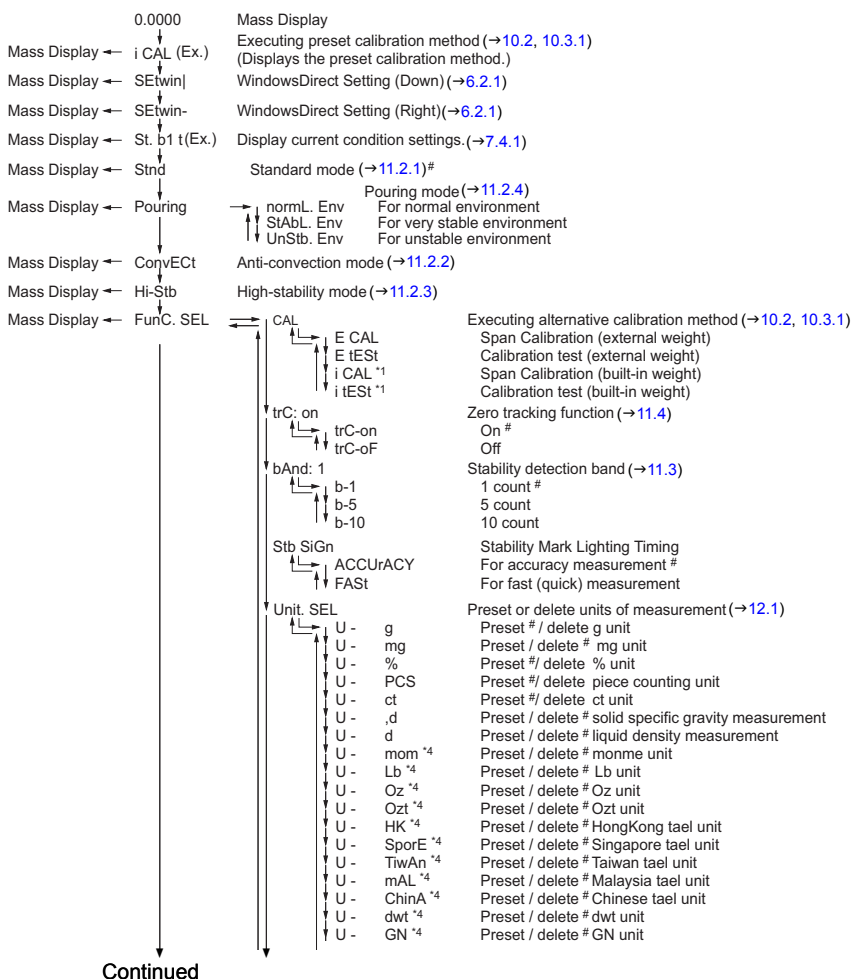 0.0000 Mass Display
Mass Display ← i CAL (Ex.) Executing preset calibration method (→10.2, 10.3.1)
(Displays the preset calibration method.)
Mass Display ← SEtwin| WindowsDirect Setting (Down) (→6.2.1)
Mass Display ← SEtwin- WindowsDirect Setting (Right)(→6.2.1)
Mass Display ← St. b1 t(Ex.) Display current condition settings.(→7.4.1)
Mass Display ← Stnd Standard mode (→11.2.1)#
Pouring mode(→11.2.4)
Mass Display ← Pouring → normL. Env For normal environment
StAbL. Env For very stable environment
UnStb. Env For unstable environment
Mass Display ← ConvECt Anti-convection mode (→11.2.2)
Mass Display ← Hi-Stb High-stability mode (→11.2.3)
Mass Display ← FunC. SEL CAL Executing alternative calibration method (→10.2, 10.3.1)
E CAL Span Calibration (external weight)
E tESt Calibration test (external weight)
i CAL *1 Span Calibration (built-in weight)
i tESt *1 Calibration test (built-in weight)
trC: on Zero tracking function (→11.4)
trC-on On #
trC-oF Off
bAnd: 1 Stability detection band (→11.3)
b-1 1 count #
b-5 5 count
b-10 10 count
Stb SiGn Stability Mark Lighting Timing
ACCUrACY For accuracy measurement #
FASt For fast (quick) measurement
Unit. SEL Preset or delete units of measurement(→12.1)
U - g Preset # / delete g unit
U - mg Preset / delete # mg unit
U - % Preset #/ delete % unit
U - PCS Preset #/ delete piece counting unit
U - ct Preset #/ delete ct unit
U - ,d Preset / delete # solid specific gravity measurement
U - d Preset / delete # liquid density measurement
U - mom *4 Preset / delete # monme unit
U - Lb *4 Preset / delete # Lb unit
U - Oz *4 Preset / delete # Oz unit
U - Ozt *4 Preset / delete # Ozt unit
U - HK *4 Preset / delete # HongKong tael unit
U - SporE *4 Preset / delete # Singapore tael unit
U - TiwAn *4 Preset / delete # Taiwan tael unit
U - mAL *4 Preset / delete # Malaysia tael unit
U - ChinA *4 Preset / delete # Chinese tael unit
U - dwt *4 Preset / delete # dwt unit
U - GN *4 Preset / delete # GN unit
Continued